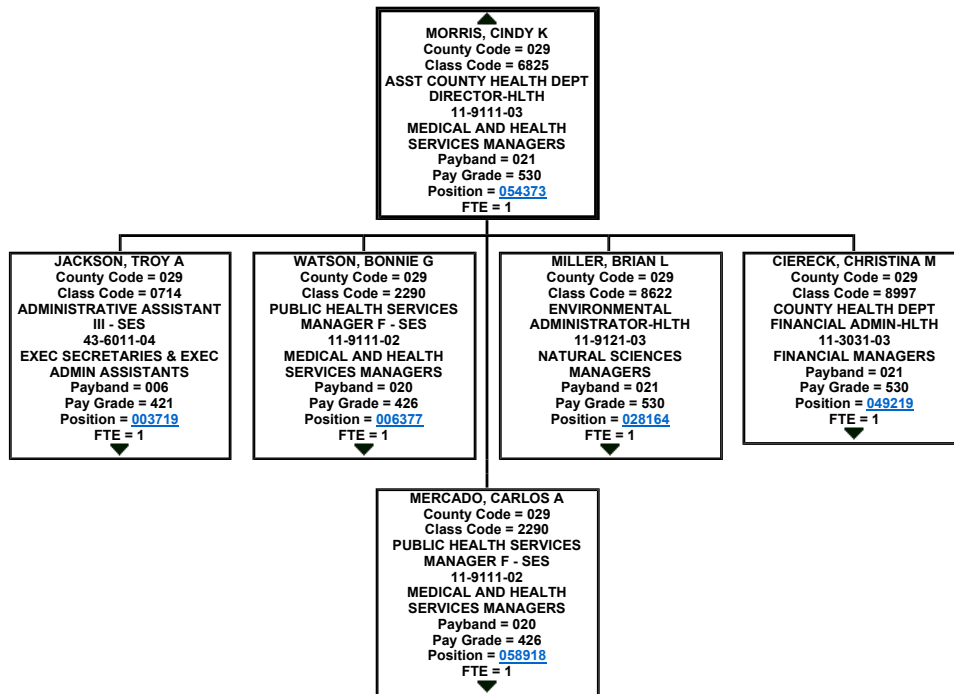 MORRIS, CINDY K
County Code = 029
Class Code = 6825
ASST COUNTY HEALTH DEPT
DIRECTOR-HLTH
11-9111-03
MEDICAL AND HEALTH
SERVICES MANAGERS
Payband = 021
Pay Grade = 530
Position = 054373
FTE = 1
JACKSON, TROY A
County Code = 029
Class Code = 0714
ADMINISTRATIVE ASSISTANT
III - SES
43-6011-04
EXEC SECRETARIES & EXEC
ADMIN ASSISTANTS
Payband = 006
Pay Grade = 421
Position = 003719
FTE = 1
WATSON, BONNIE G
County Code = 029
Class Code = 2290
PUBLIC HEALTH SERVICES
MANAGER F - SES
11-9111-02
MEDICAL AND HEALTH
SERVICES MANAGERS
Payband = 020
Pay Grade = 426
Position = 006377
FTE = 1
MILLER, BRIAN L
County Code = 029
Class Code = 8622
ENVIRONMENTAL
ADMINISTRATOR-HLTH
11-9121-03
NATURAL SCIENCES
MANAGERS
Payband = 021
Pay Grade = 530
Position = 028164
FTE = 1
CIERECK, CHRISTINA M
County Code = 029
Class Code = 8997
COUNTY HEALTH DEPT
FINANCIAL ADMIN-HLTH
11-3031-03
FINANCIAL MANAGERS
Payband = 021
Pay Grade = 530
Position = 049219
FTE = 1
MERCADO, CARLOS A
County Code = 029
Class Code = 2290
PUBLIC HEALTH SERVICES
MANAGER F - SES
11-9111-02
MEDICAL AND HEALTH
SERVICES MANAGERS
Payband = 020
Pay Grade = 426
Position = 058918
FTE = 1